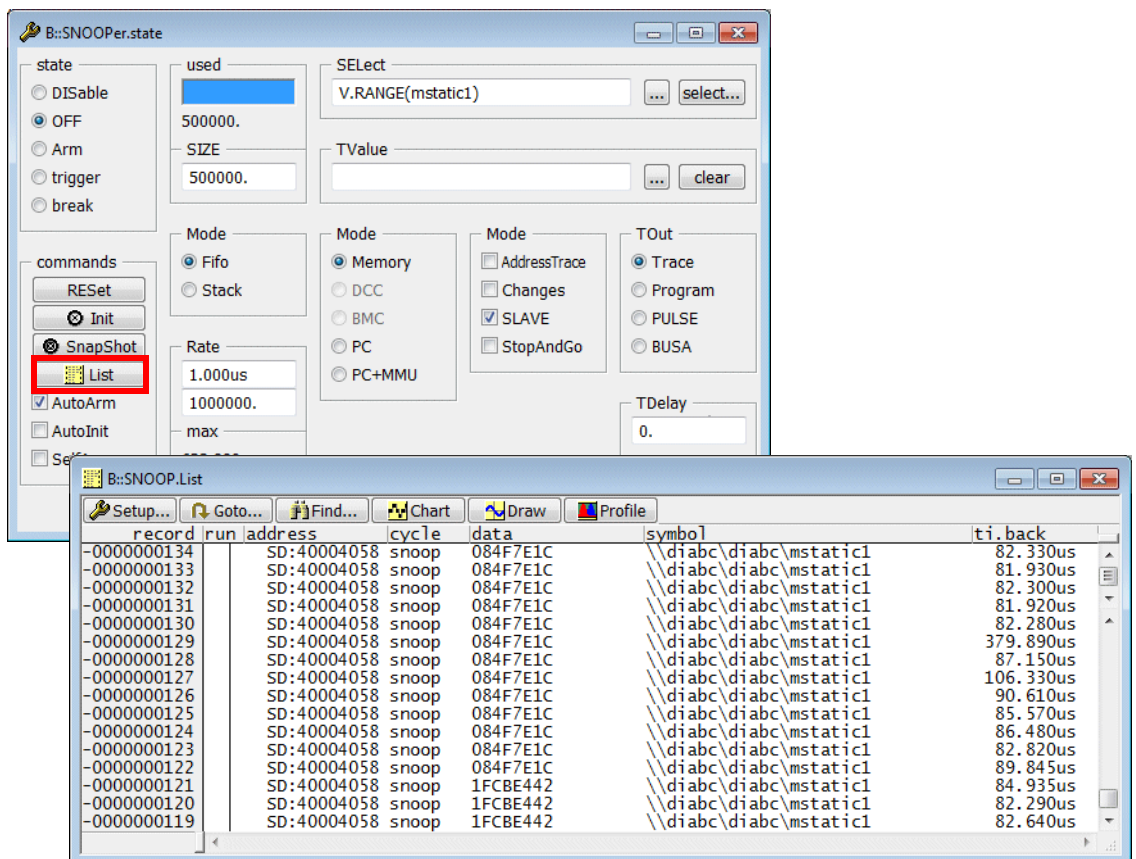 B::SNOOPer.state
state
DISable
OFF
Arm
trigger
break
used
500000.
SIZE
500000.
SELect
V.RANGE(mstatic1)
...
select...
TValue
...
clear
commands
RESet
Init
SnapShot
List
AutoArm
AutoInit
Mode
Fifo
Stack
Rate
1.000us
1000000.
max
Mode
Memory
DCC
BMC
PC
PC+MMU
Mode
AddressTrace
Changes
SLAVE
StopAndGo
TOut
Trace
Program
PULSE
BUSA
TDelay
0.
B::SNOOP.List
Setup... Goto... Find... Chart Draw Profile
record run address cycle data symbol ti.back
-0000000134 SD:40004058 snoop 084F7E1C \\diabc\diabc\mstatic1 82.330us
-0000000133 SD:40004058 snoop 084F7E1C \\diabc\diabc\mstatic1 81.930us
-0000000132 SD:40004058 snoop 084F7E1C \\diabc\diabc\mstatic1 82.300us
-0000000131 SD:40004058 snoop 084F7E1C \\diabc\diabc\mstatic1 81.920us
-0000000130 SD:40004058 snoop 084F7E1C \\diabc\diabc\mstatic1 82.280us
-0000000129 SD:40004058 snoop 084F7E1C \\diabc\diabc\mstatic1 379.890us
-0000000128 SD:40004058 snoop 084F7E1C \\diabc\diabc\mstatic1 87.150us
-0000000127 SD:40004058 snoop 084F7E1C \\diabc\diabc\mstatic1 106.330us
-0000000126 SD:40004058 snoop 084F7E1C \\diabc\diabc\mstatic1 90.610us
-0000000125 SD:40004058 snoop 084F7E1C \\diabc\diabc\mstatic1 85.570us
-0000000124 SD:40004058 snoop 084F7E1C \\diabc\diabc\mstatic1 86.480us
-0000000123 SD:40004058 snoop 084F7E1C \\diabc\diabc\mstatic1 82.820us
-0000000122 SD:40004058 snoop 084F7E1C \\diabc\diabc\mstatic1 89.845us
-0000000121 SD:40004058 snoop 1FCBE442 \\diabc\diabc\mstatic1 84.935us
-0000000120 SD:40004058 snoop 1FCBE442 \\diabc\diabc\mstatic1 82.290us
-0000000119 SD:40004058 snoop 1FCBE442 \\diabc\diabc\mstatic1 82.640us